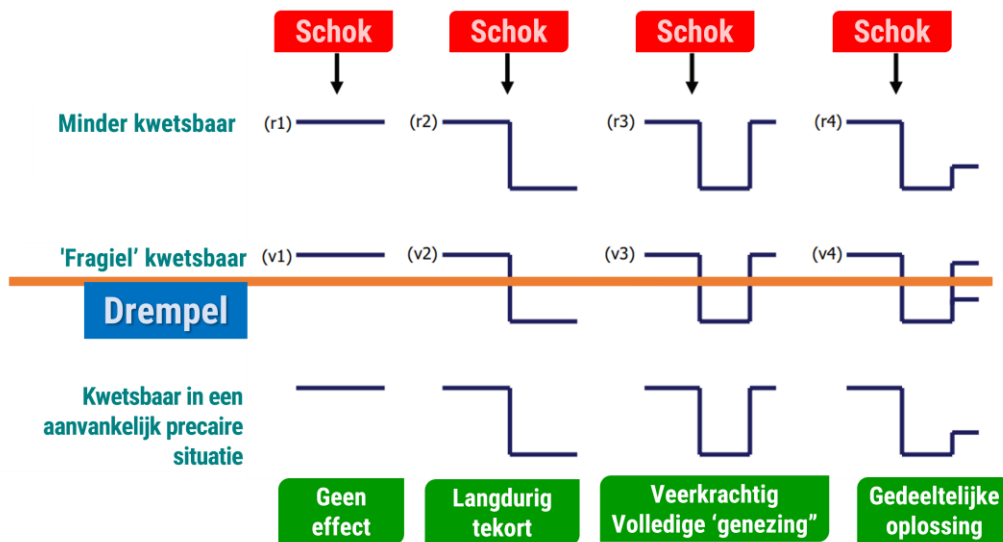 Schok
Schok
Schok
Schok
Minder kwetsbaar
(r1)
(r2)
(r3)
(r4)
'Fragiel’ kwetsbaar
(v1)
(v2)
(v3)
(v4)
Drempel
Kwetsbaar in een
aanvankelijk precaire
situatie
Geen
effect
Langdurig
tekort
Veerkrachtig
Volledige ‘genezing”
Gedeeltelijke
oplossing